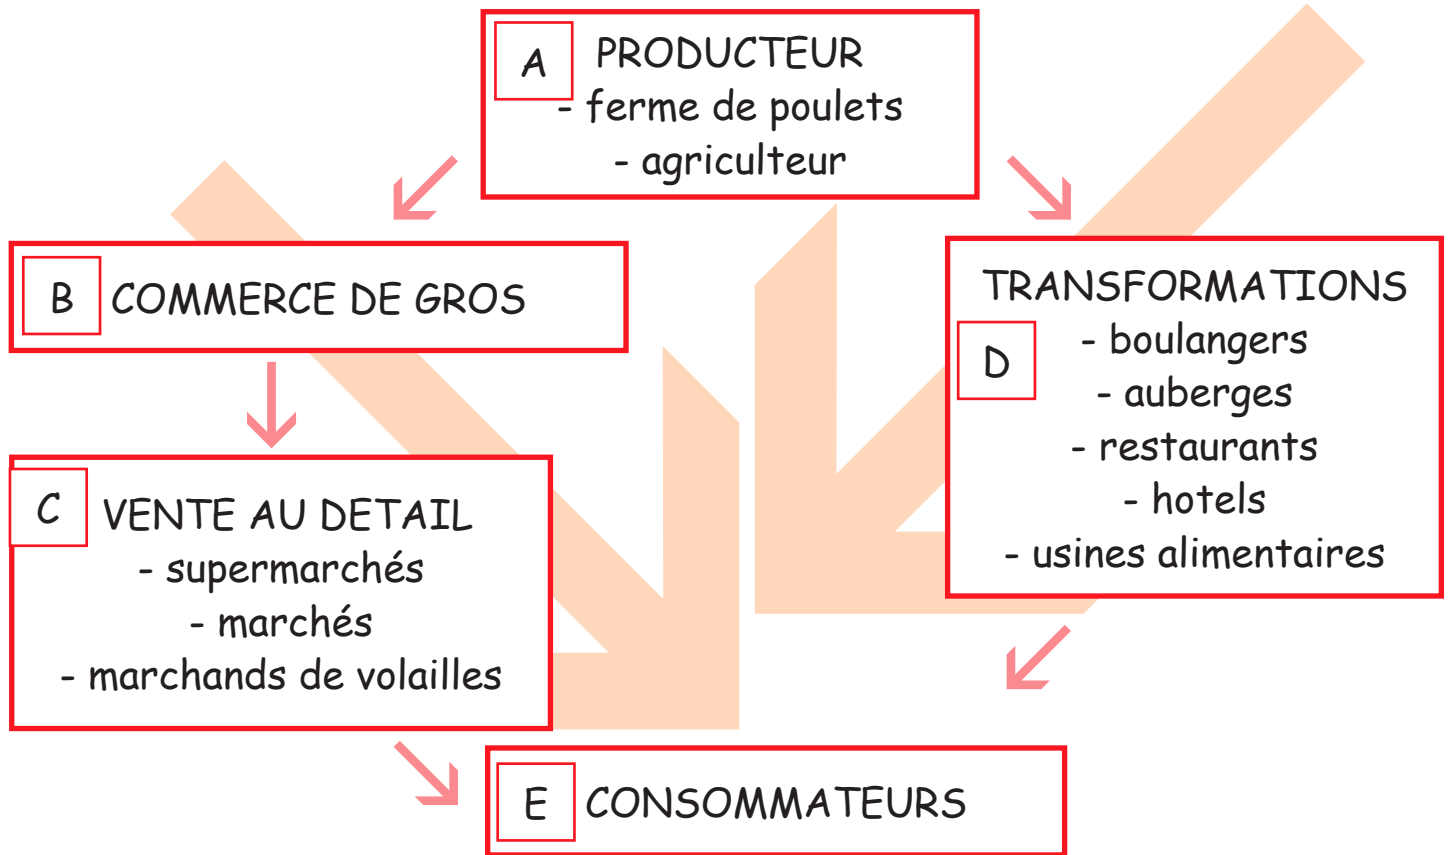 A PRODUCTEUR
- ferme de poulets
- agriculteur
B COMMERCE DE GROS
C VENTE AU DETAIL
- supermarchés
- marchés
- marchands de volailles
TRANSFORMATIONS
D - boulangers
- auberges
- restaurants
- hotels
- usines alimentaires
E CONSOMMATEURS